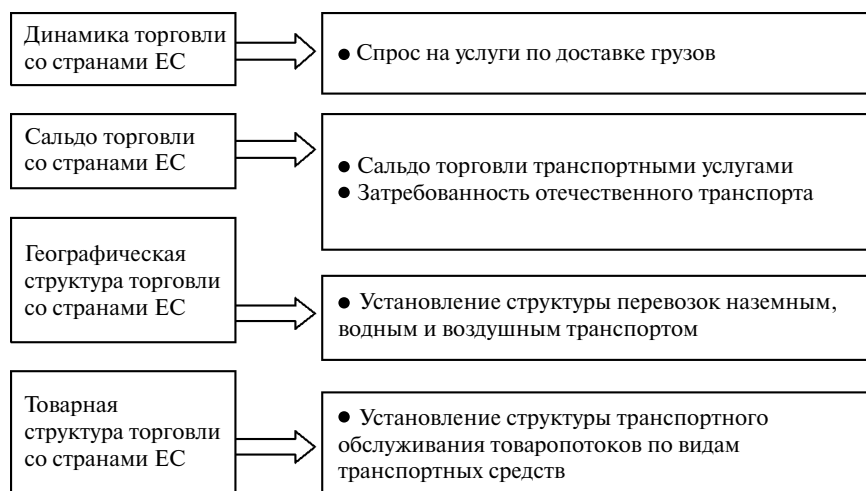 Динамика торговли
со странами ЕС
● Спрос на услуги по доставке грузов
Сальдо торговли
со странами ЕС
● Сальдо торговли транспортными услугами
● Затребованность отечественного транспорта
Географическая
структура торговли
со странами ЕС
● Установление структуры перевозок наземным,
водным и воздушным транспортом
Товарная
структура торговли
со странами ЕС
● Установление структуры транспортного
обслуживания товаропотоков по видам
транспортных средств